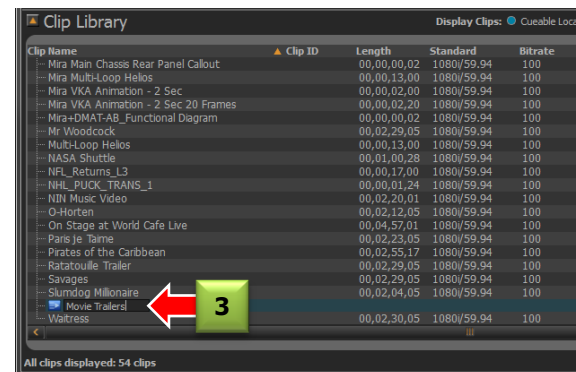 Clip Library Display Clips: Cueable Loca
Clip Name Clip ID Length Standard Bitrate
Mira Main Chassis Rear Panel Callout 00,00,00,02 1080i/59.94 100
Mira Multi-Loop Helios 00,00,13,00 1080i/59.94 100
Mira VKA Animation - 2 Sec 00,00,02,00 1080i/59.94 100
Mira VKA Animation - 2 Sec 20 Frames 00,00,02,20 1080i/59.94 100
Mira+DMAT-AB_Functional Diagram 00,00,00,02 1080i/59.94 100
Mr Woodcock 00,02,29,05 1080i/59.94 100
Multi-Loop Helios 00,00,13,00 1080i/59.94 100
NASA Shuttle 00,01,00,28 1080i/59.94 100
NFL_Returns_L3 00,00,17,00 1080i/59.94 100
NHL_PUCK_TRANS_1 00,00,01,24 1080i/59.94 100
NIN Music Video 00,02,20,01 1080i/59.94 100
O-Horten 00,02,12,05 1080i/59.94 100
On Stage at World Cafe Live 00,04,57,01 1080i/59.94 100
Paris je Taime 00,02,23,05 1080i/59.94 100
Pirates of the Caribbean 00,02,55,17 1080i/59.94 100
Ratatouille Trailer 00,02,29,05 1080i/59.94 100
Savages 00,02,29,05 1080i/59.94 100
Slumdog Millionaire 00,02,04,05 1080i/59.94 100
Movie Trailers 3
Waitress 00,02,30,05 1080i/59.94 100
All clips displayed: 54 clips